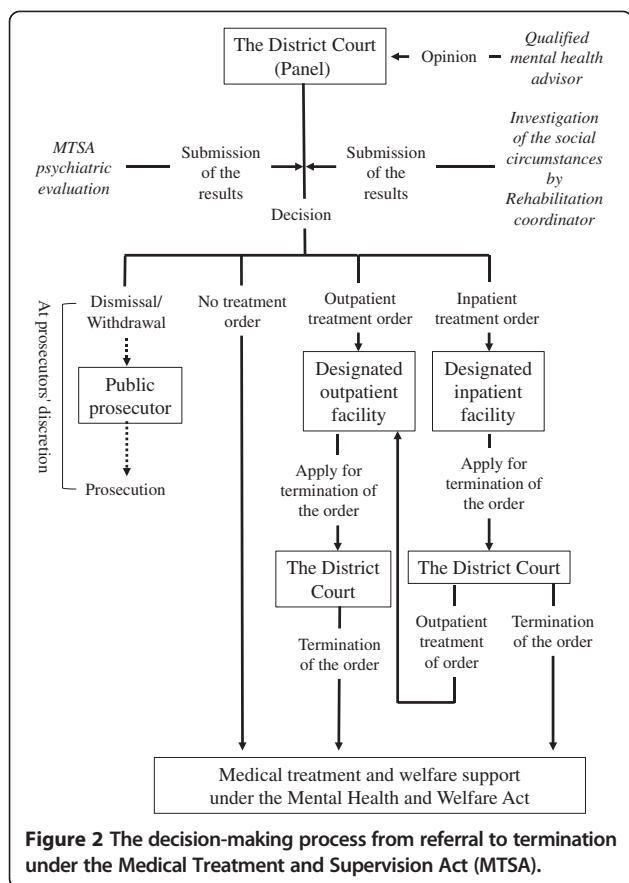 The District Court
(Panel)
Opinion
Qualified
mental health
advisor
MTSA
psychiatric
evaluation
Submission
of the
results
Submission
of the
results
Investigation
of the social
circumstances
by
Rehabilitation
coordinator
Decision
At prosecutors' discretion
Dismissal/
Withdrawal
No treatment
order
Outpatient
treatment order
Inpatient
treatment order
Public
prosecutor
Designated
outpatient
facility
Designated
inpatient
facility
Prosecution
Apply for
termination of
the order
Apply for
termination of
the order
The District
Court
The District Court
Termination
of the order
Outpatient
treatment
of order
Termination
of the order
Medical treatment and welfare support
under the Mental Health and Welfare Act
Figure 2 The decision-making process from referral to termination
under the Medical Treatment and Supervision Act (MTSA).